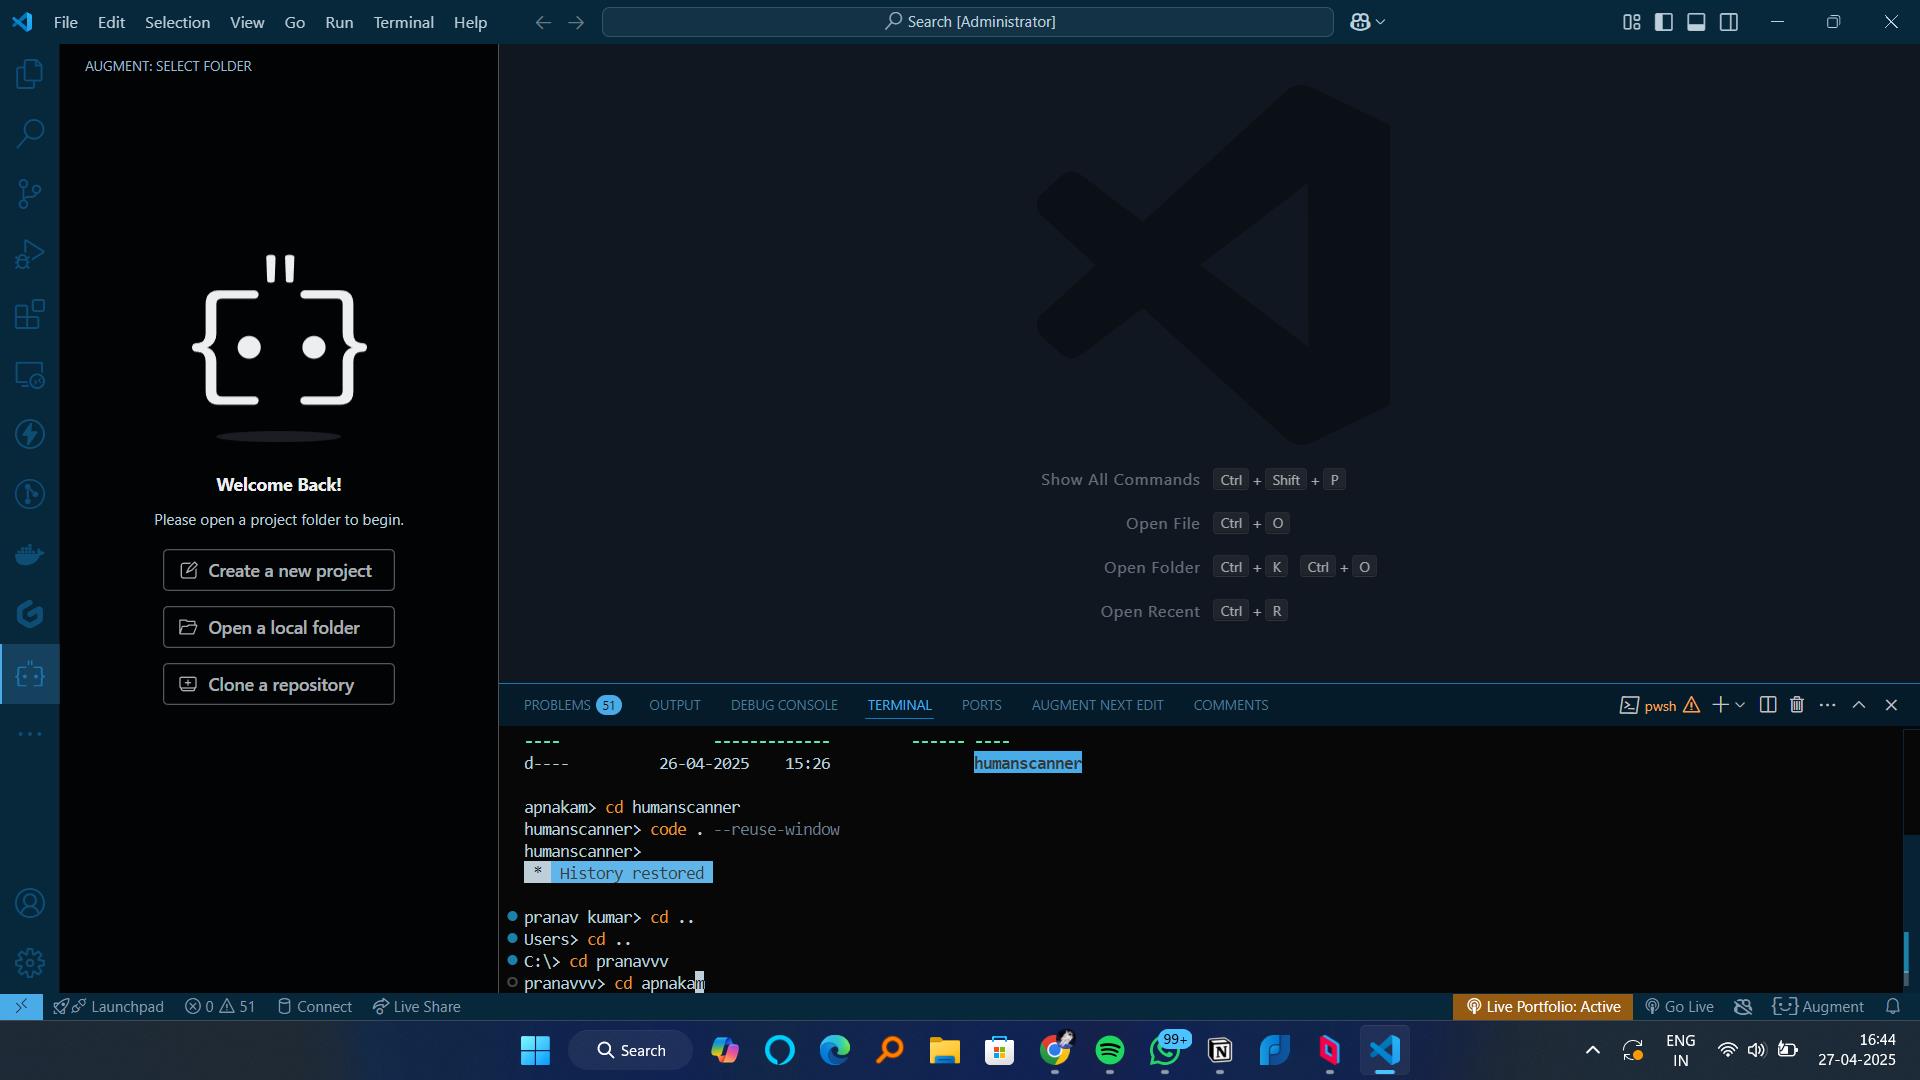 File Edit Selection View Go Run Terminal Help
Search [Administrator]
AUGMENT: SELECT FOLDER
Welcome Back!
Please open a project folder to begin.
Create a new project
Open a local folder
Clone a repository
Show All Commands Ctrl + Shift + P
Open File Ctrl + O
Open Folder Ctrl + K Ctrl + O
Open Recent Ctrl + R
PROBLEMS 51 OUTPUT DEBUG CONSOLE TERMINAL PORTS AUGMENT NEXT EDIT COMMENTS
pwsh
---- ------------- ------ ----
d---- 26-04-2025 15:26 humanscanner
apnakam> cd humanscanner
humanscanner> code . --reuse-window
humanscanner>
* History restored
pranav kumar> cd ..
Users> cd ..
C:\> cd pranavvv
pranavvv> cd apnakam
Launchpad 0 51 Connect Live Share
Live Portfolio: Active Go Live Augment
Search
99+
ENG
IN
16:44
27-04-2025